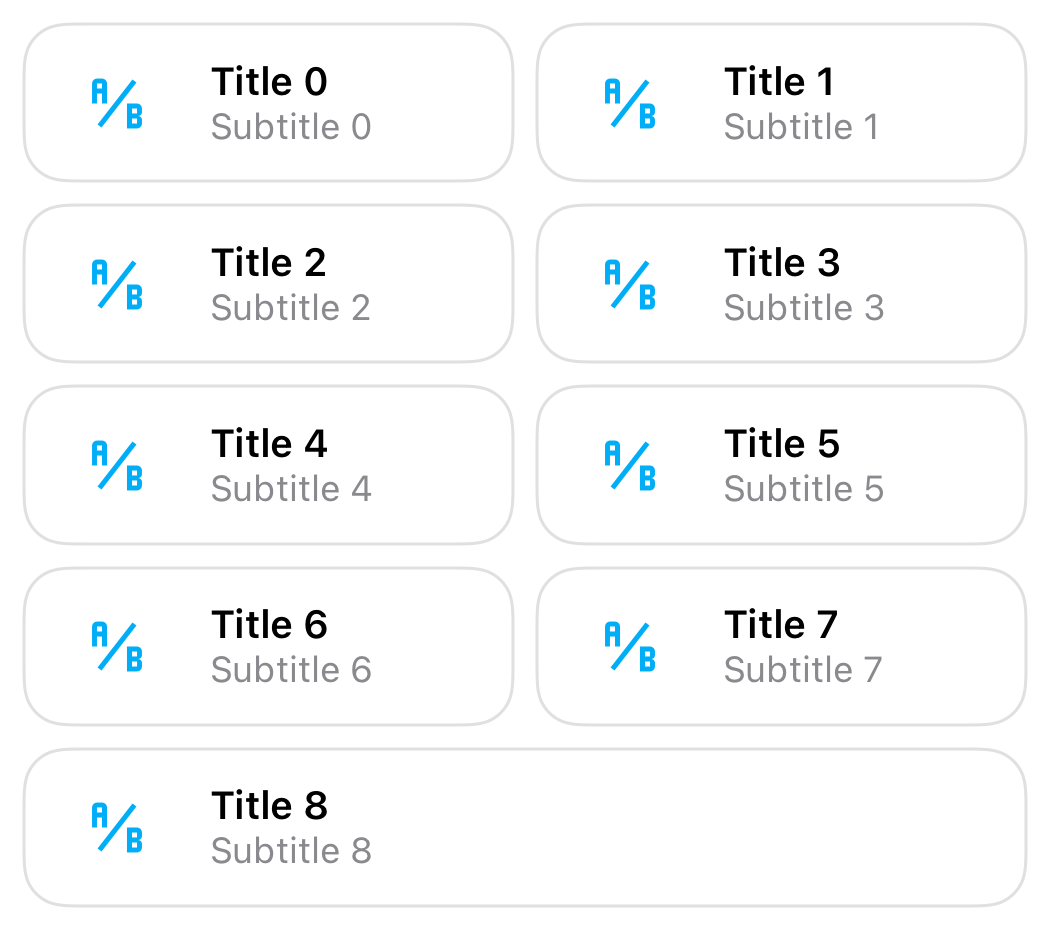 A/B
Title 0
Subtitle 0
A/B
Title 1
Subtitle 1
A/B
Title 2
Subtitle 2
A/B
Title 3
Subtitle 3
A/B
Title 4
Subtitle 4
A/B
Title 5
Subtitle 5
A/B
Title 6
Subtitle 6
A/B
Title 7
Subtitle 7
A/B
Title 8
Subtitle 8